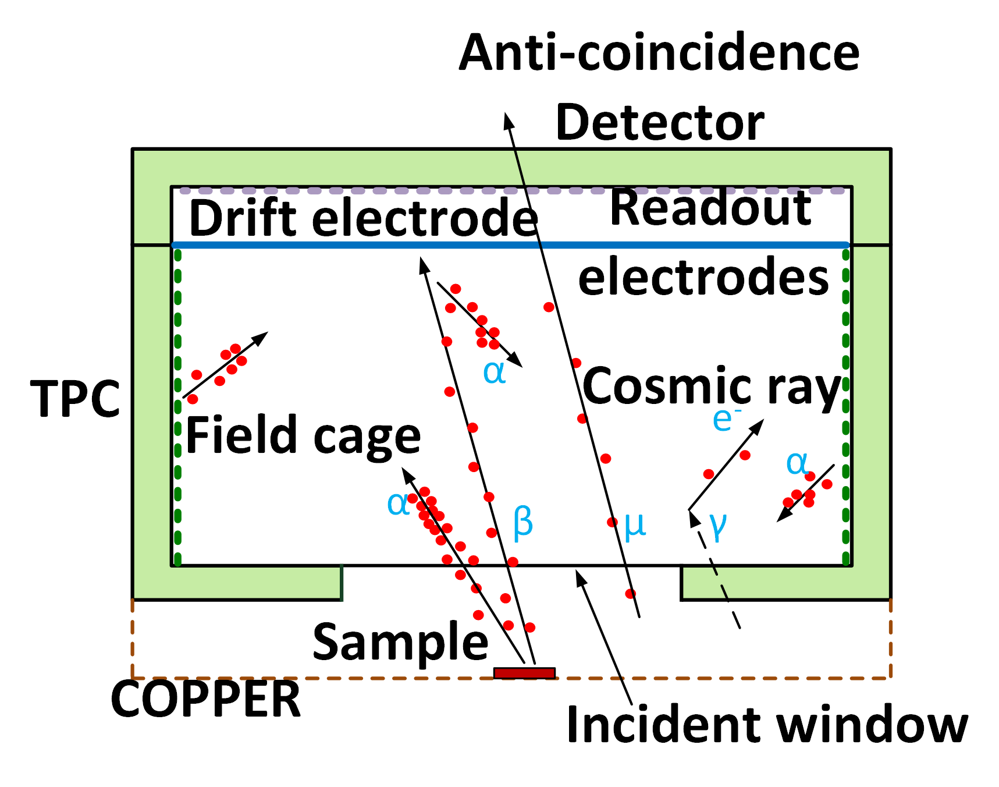 Anti-coincidence
Detector
Drift electrode
Readout
electrodes
α
TPC
Cosmic ray
e⁻
Field cage
α
α
β
μ
γ
Sample
COPPER
Incident window